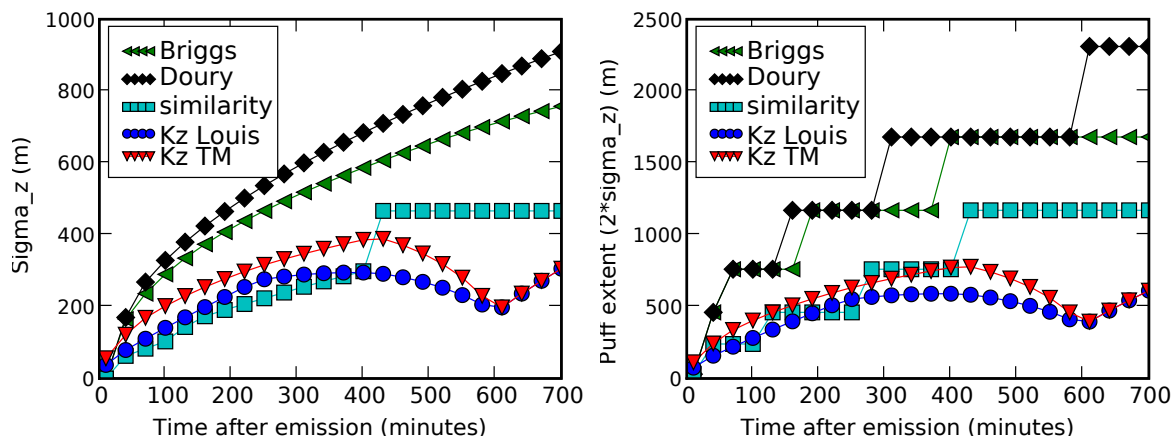 1000
800
600
400
200
0
Sigma_z (m)
Briggs
Doury
similarity
Kz Louis
Kz TM
0 100 200 300 400 500 600 700
Time after emission (minutes)
2500
2000
1500
1000
500
0
Puff extent (2*sigma_z) (m)
Briggs
Doury
similarity
Kz Louis
Kz TM
0 100 200 300 400 500 600 700
Time after emission (minutes)